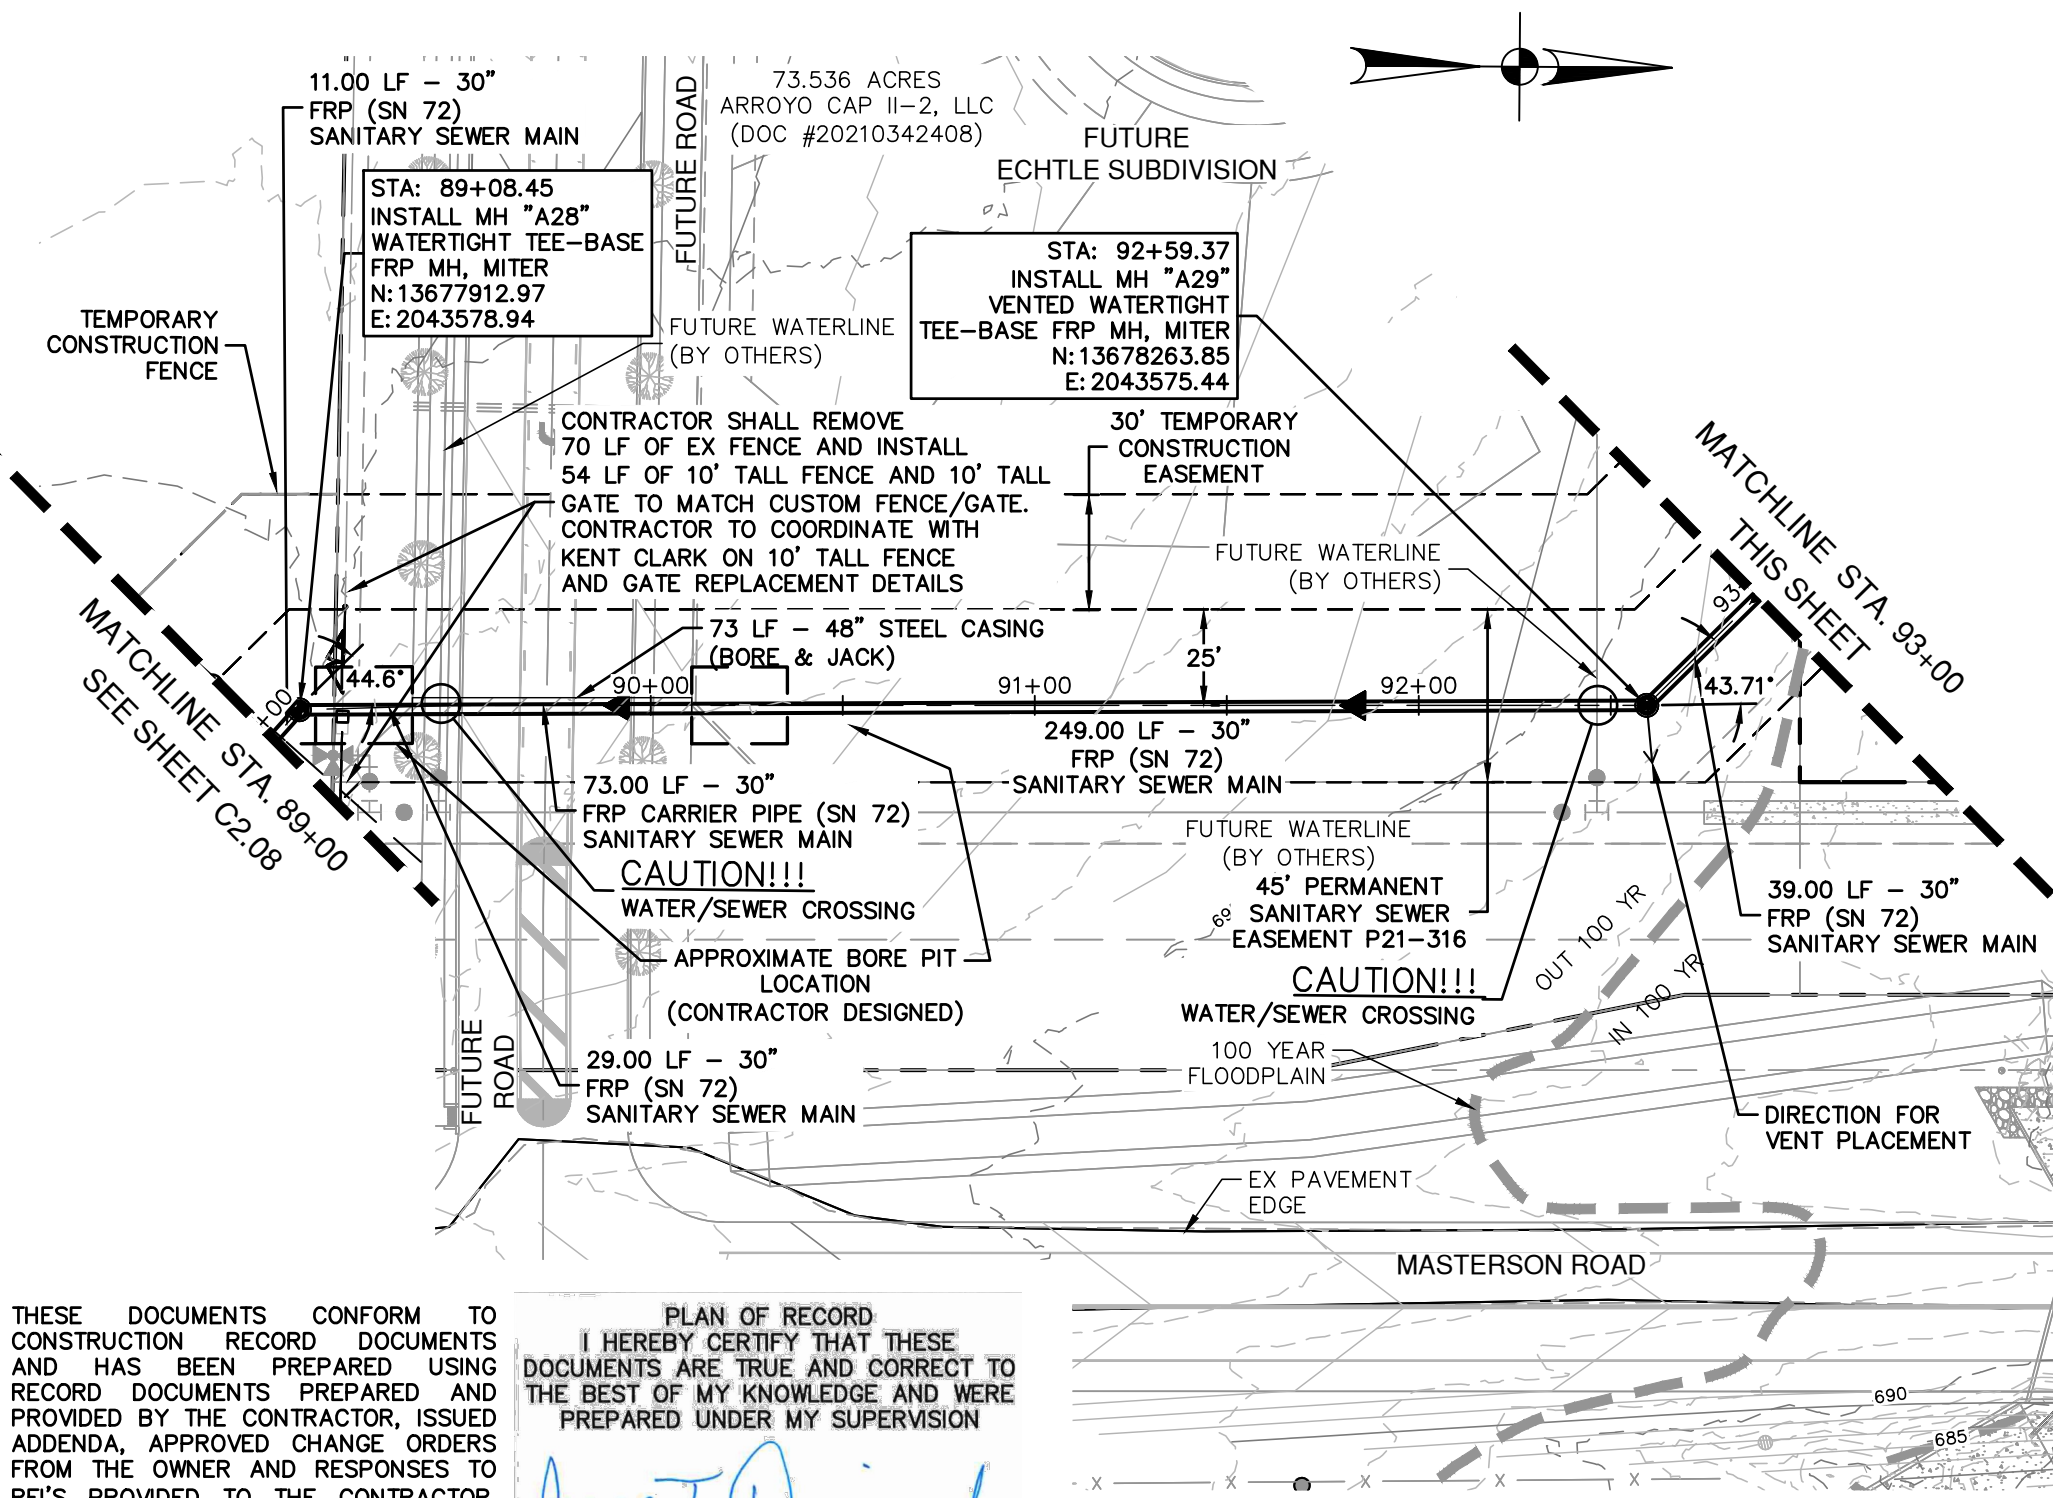 11.00 LF – 30"
FRP (SN 72)
SANITARY SEWER MAIN
FUTURE ROAD
73.536 ACRES
ARROYO CAP II–2, LLC
(DOC #20210342408)
FUTURE
ECHTLE SUBDIVISION
STA: 89+08.45
INSTALL MH "A28"
WATERTIGHT TEE–BASE
FRP MH, MITER
N:13677912.97
E:2043578.94
STA: 92+59.37
INSTALL MH "A29"
VENTED WATERTIGHT
TEE–BASE FRP MH, MITER
N:13678263.85
E:2043575.44
TEMPORARY
CONSTRUCTION
FENCE
FUTURE WATERLINE
(BY OTHERS)
CONTRACTOR SHALL REMOVE
70 LF OF EX FENCE AND INSTALL
54 LF OF 10' TALL FENCE AND 10' TALL
GATE TO MATCH CUSTOM FENCE/GATE.
CONTRACTOR TO COORDINATE WITH
KENT CLARK ON 10' TALL FENCE
AND GATE REPLACEMENT DETAILS
30' TEMPORARY
CONSTRUCTION
EASEMENT
FUTURE WATERLINE
(BY OTHERS)
MATCHLINE STA. 93+00
THIS SHEET
93
MATCHLINE STA. 89+00
SEE SHEET C2.08
+00
44.6°
73 LF – 48" STEEL CASING
(BORE & JACK)
25'
90+00
91+00
92+00
43.71°
249.00 LF – 30"
FRP (SN 72)
SANITARY SEWER MAIN
73.00 LF – 30"
FRP CARRIER PIPE (SN 72)
SANITARY SEWER MAIN
CAUTION!!!
WATER/SEWER CROSSING
FUTURE WATERLINE
(BY OTHERS)
45' PERMANENT
SANITARY SEWER
EASEMENT P21–316
69
39.00 LF – 30"
FRP (SN 72)
SANITARY SEWER MAIN
APPROXIMATE BORE PIT
LOCATION
(CONTRACTOR DESIGNED)
CAUTION!!!
WATER/SEWER CROSSING
OUT 100 YR
IN 100 YR
FUTURE
ROAD
29.00 LF – 30"
FRP (SN 72)
SANITARY SEWER MAIN
100 YEAR
FLOODPLAIN
DIRECTION FOR
VENT PLACEMENT
EX PAVEMENT
EDGE
MASTERSON ROAD
690
685
X X X X X X
THESE DOCUMENTS CONFORM TO
CONSTRUCTION RECORD DOCUMENTS
AND HAS BEEN PREPARED USING
RECORD DOCUMENTS PREPARED AND
PROVIDED BY THE CONTRACTOR, ISSUED
ADDENDA, APPROVED CHANGE ORDERS
FROM THE OWNER AND RESPONSES TO
RFI'S PROVIDED TO THE CONTRACTOR.
PLAN OF RECORD
I HEREBY CERTIFY THAT THESE
DOCUMENTS ARE TRUE AND CORRECT TO
THE BEST OF MY KNOWLEDGE AND WERE
PREPARED UNDER MY SUPERVISION